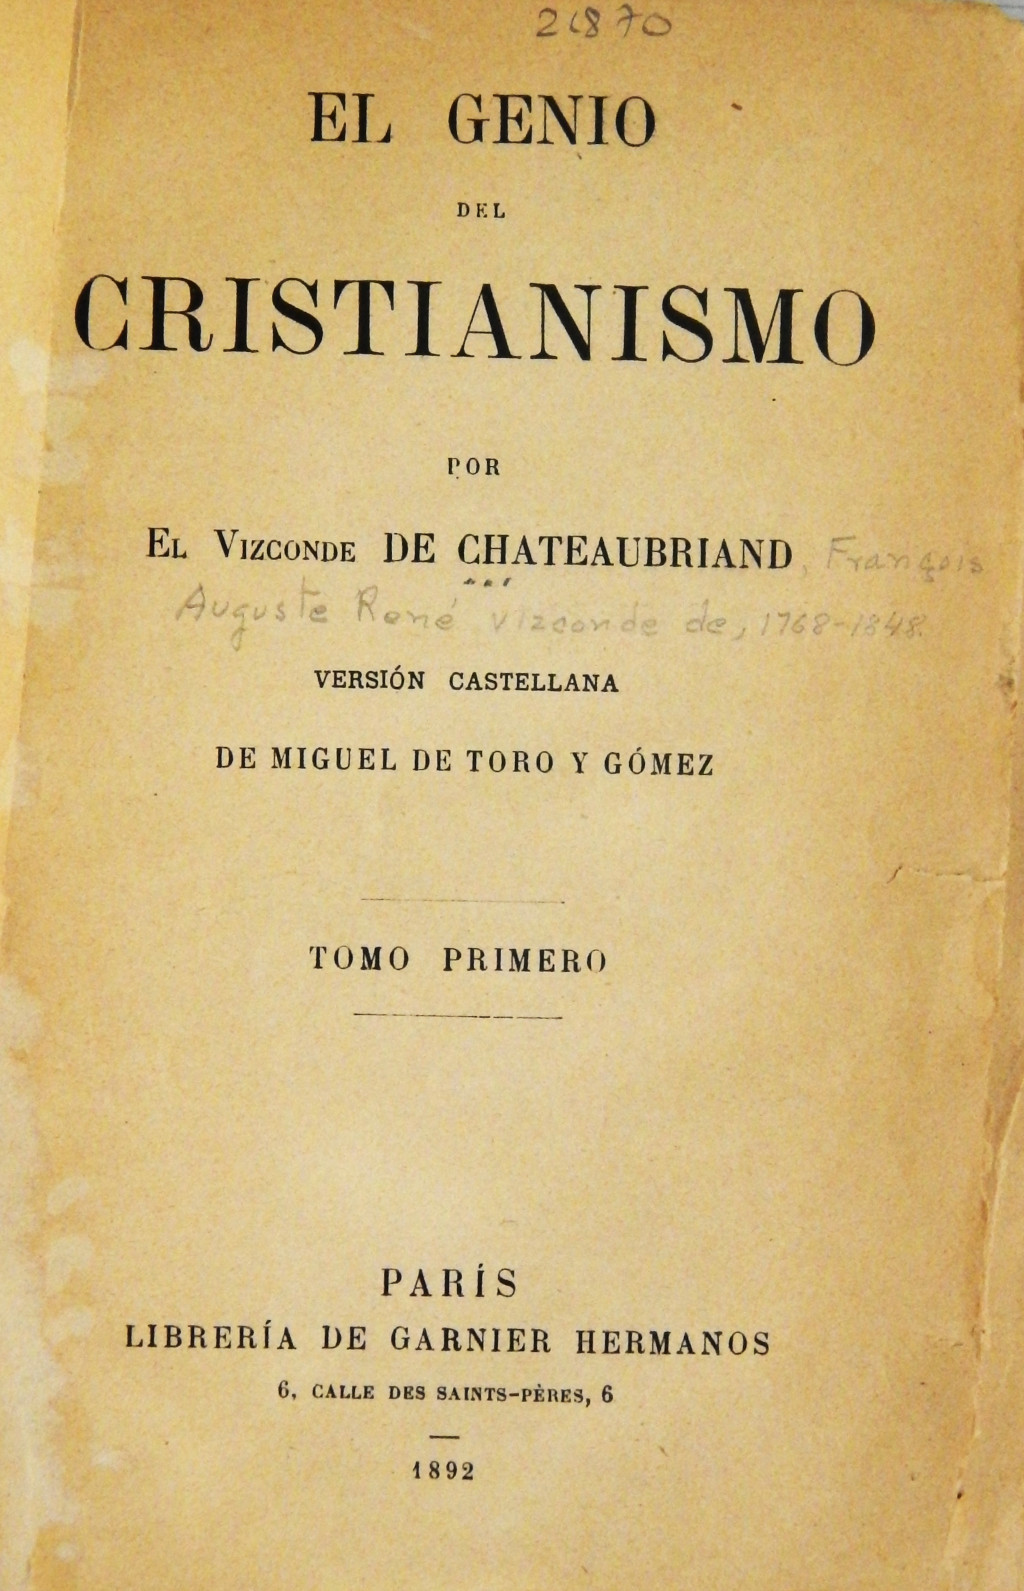 21870
EL GENIO
DEL
CRISTIANISMO
POR
EL VIZCONDE DE CHATEAUBRIAND, François
Auguste René vizconde de, 1768-1848.
VERSIÓN CASTELLANA
DE MIGUEL DE TORO Y GÓMEZ
TOMO PRIMERO
PARÍS
LIBRERÍA DE GARNIER HERMANOS
6, CALLE DES SAINTS-PÈRES, 6
1892